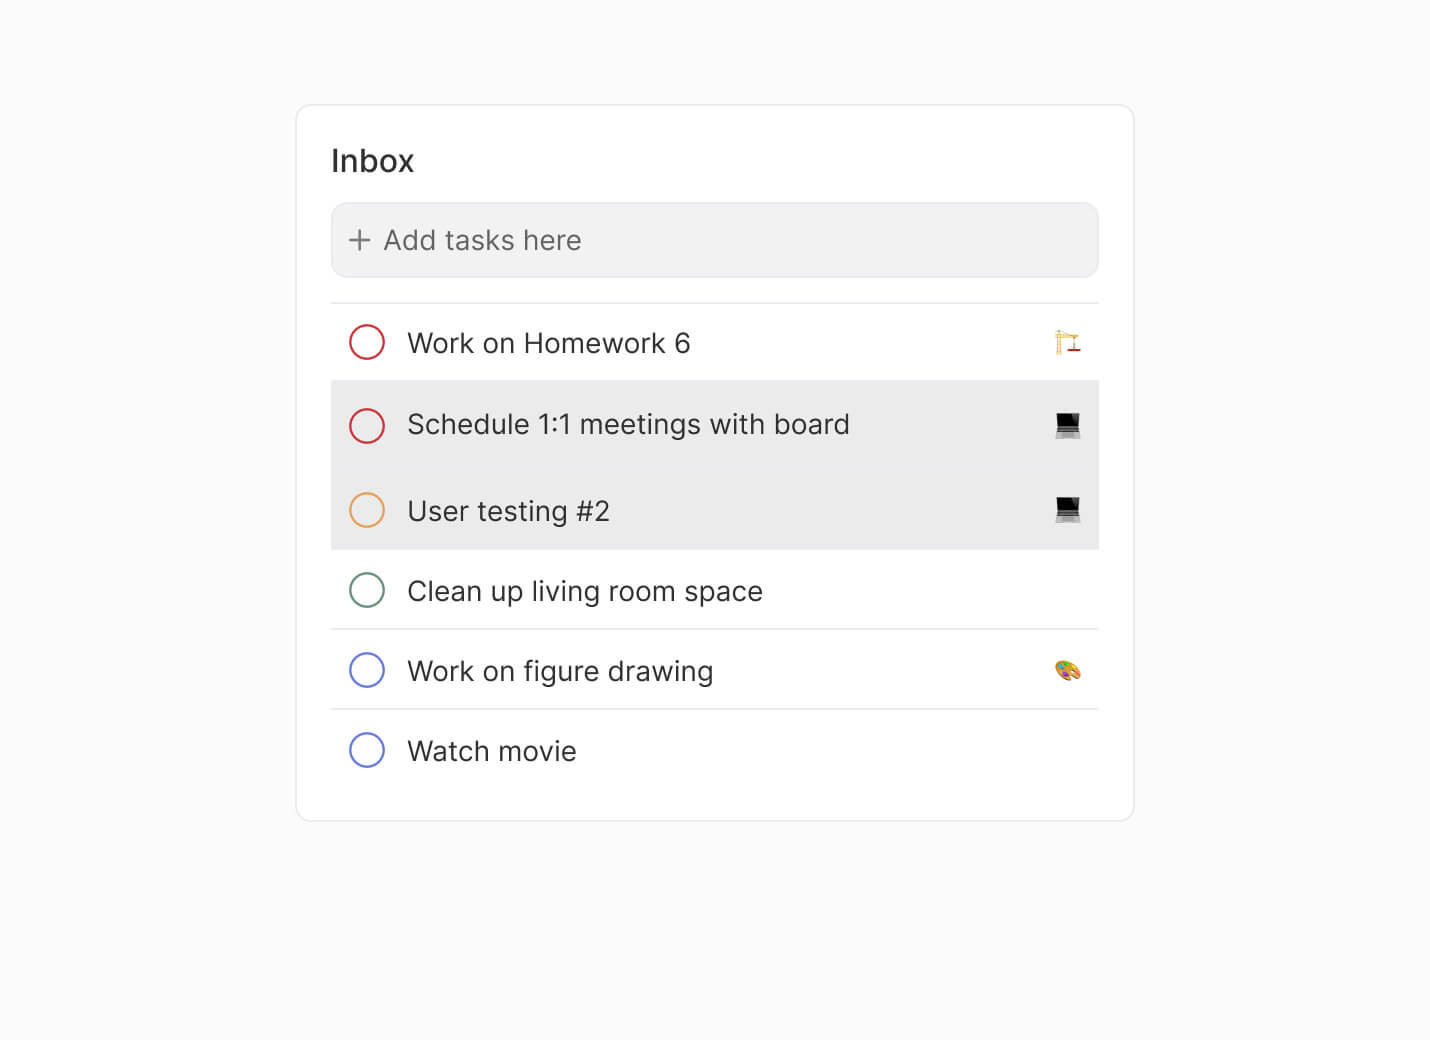 Inbox
+ Add tasks here
Work on Homework 6
Schedule 1:1 meetings with board
User testing #2
Clean up living room space
Work on figure drawing
Watch movie